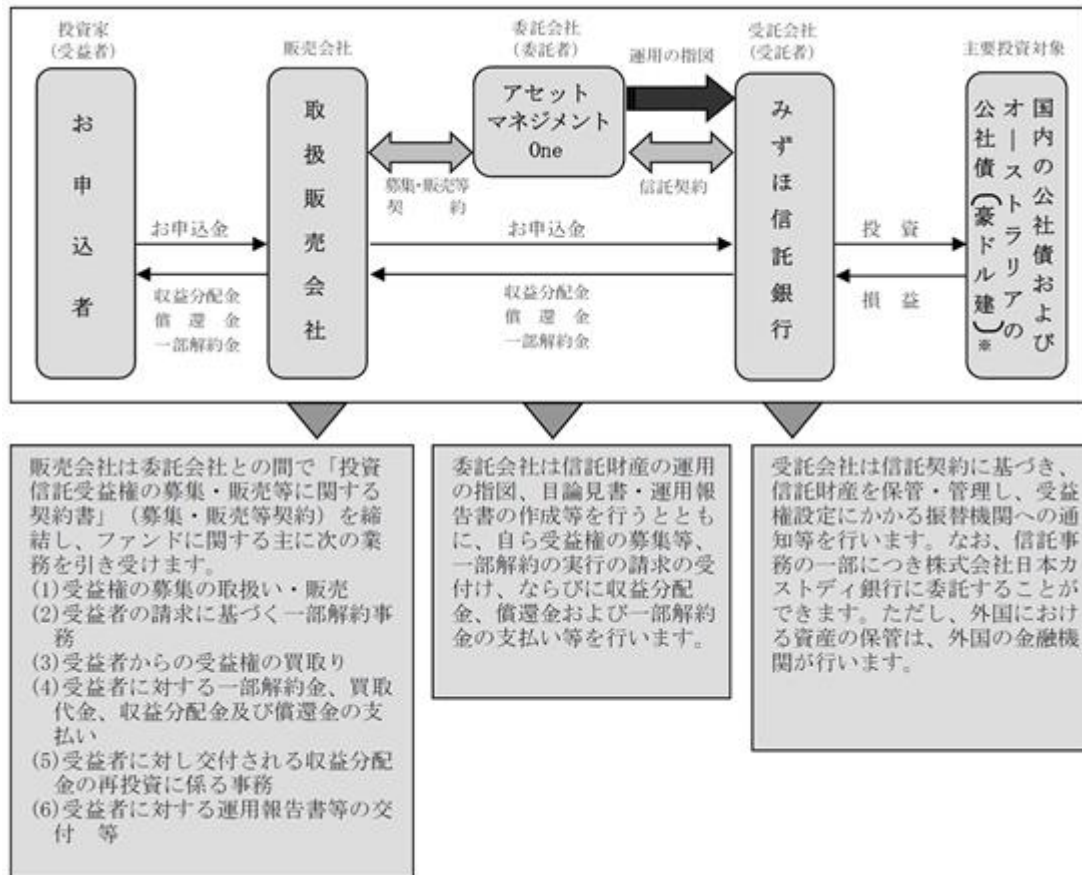 投資家
(受益者)
お申込者
販売会社
取扱販売会社
委託会社
(委託者)
アセット
マネジメント
One
運用の指図
受託会社
(受託者)
みずほ信託銀行
主要投資対象
国内の公社債および
オーストラリアの
公社債(豪ドル建)※
募集・販売等
契約
信託契約
お申込金
お申込金
投資
収益分配金
償還金
一部解約金
収益分配金
償還金
一部解約金
損益
販売会社は委託会社との間で「投資
信託受益権の募集・販売等に関する
契約書」(募集・販売等契約)を締
結し、ファンドに関する主に次の業
務を引き受けます。
(1)受益権の募集の取扱い・販売
(2)受益者の請求に基づく一部解約事
務
(3)受益者からの受益権の買取り
(4)受益者に対する一部解約金、買取
代金、収益分配金及び償還金の支
払い
(5)受益者に対し交付される収益分配
金の再投資に係る事務
(6)受益者に対する運用報告書等の交
付 等
委託会社は信託財産の運用
の指図、目論見書・運用報
告書の作成等を行うととも
に、自ら受益権の募集等、
一部解約の実行の請求の受
付け、ならびに収益分配
金、償還金および一部解約
金の支払い等を行います。
受託会社は信託契約に基づき、
信託財産を保管・管理し、受益
権設定にかかる振替機関への通
知等を行います。なお、信託事
務の一部につき株式会社日本カ
ストディ銀行に委託することが
できます。ただし、外国におけ
る資産の保管は、外国の金融機
関が行います。